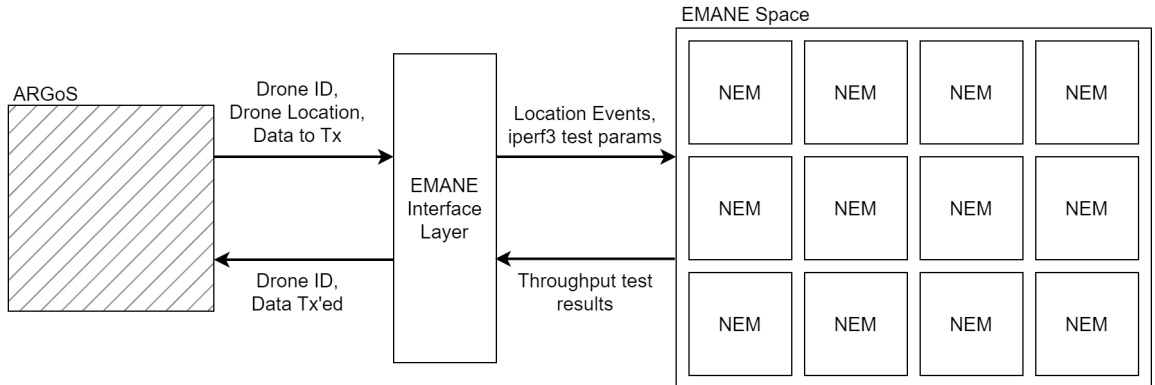 EMANE Space
ARGoS
Drone ID,
Drone Location,
Data to Tx
Drone ID,
Data Tx'ed
EMANE
Interface
Layer
Location Events,
iperf3 test params
Throughput test
results
NEM NEM NEM NEM
NEM NEM NEM NEM
NEM NEM NEM NEM